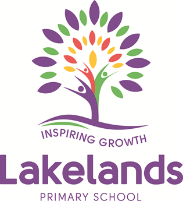 INSPIRING GROWTH
Lakelands
PRIMARY SCHOOL